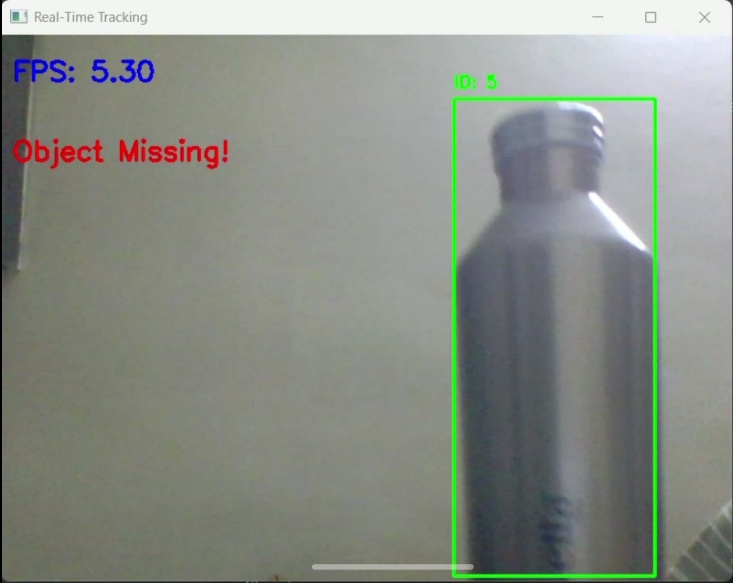 Real-Time Tracking
FPS: 5.30
ID: 5
Object Missing!